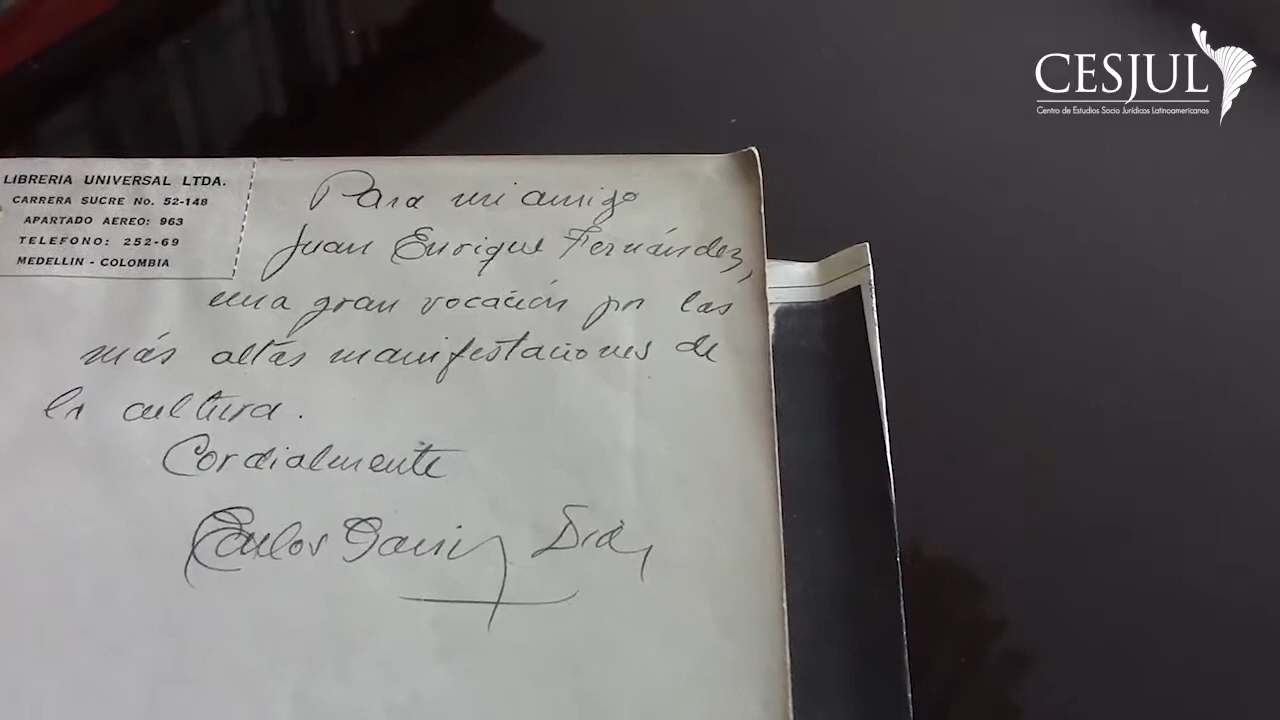 CESJUL
Centro de Estudios Socio Jurídicos Latinoamericanos
LIBRERIA UNIVERSAL LTDA.
CARRERA SUCRE No. 52-148
APARTADO AEREO: 963
TELEFONO: 252-69
MEDELLIN - COLOMBIA
Para mi amigo
Juan Enrique Fernández,
una gran vocación por las
más altas manifestaciones de
la cultura.
Cordialmente
Carlos